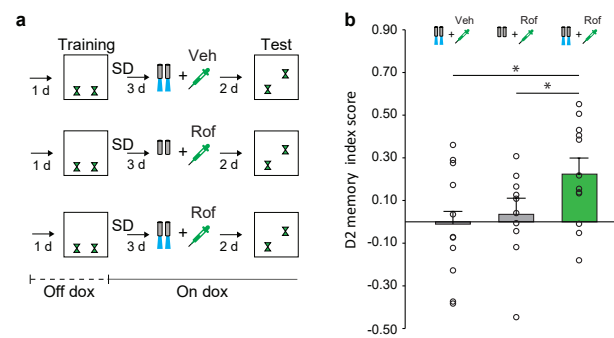 a
Training
SD
Veh
Test
+
1 d
3 d
2 d
SD
Rof
+
1 d
3 d
2 d
SD
Rof
+
1 d
3 d
2 d
Off dox
On dox
b
Veh
Rof
Rof
+
+
+
D2 memory index score
0.90
0.70
0.50
0.30
0.10
-0.10
-0.30
-0.50
*
*